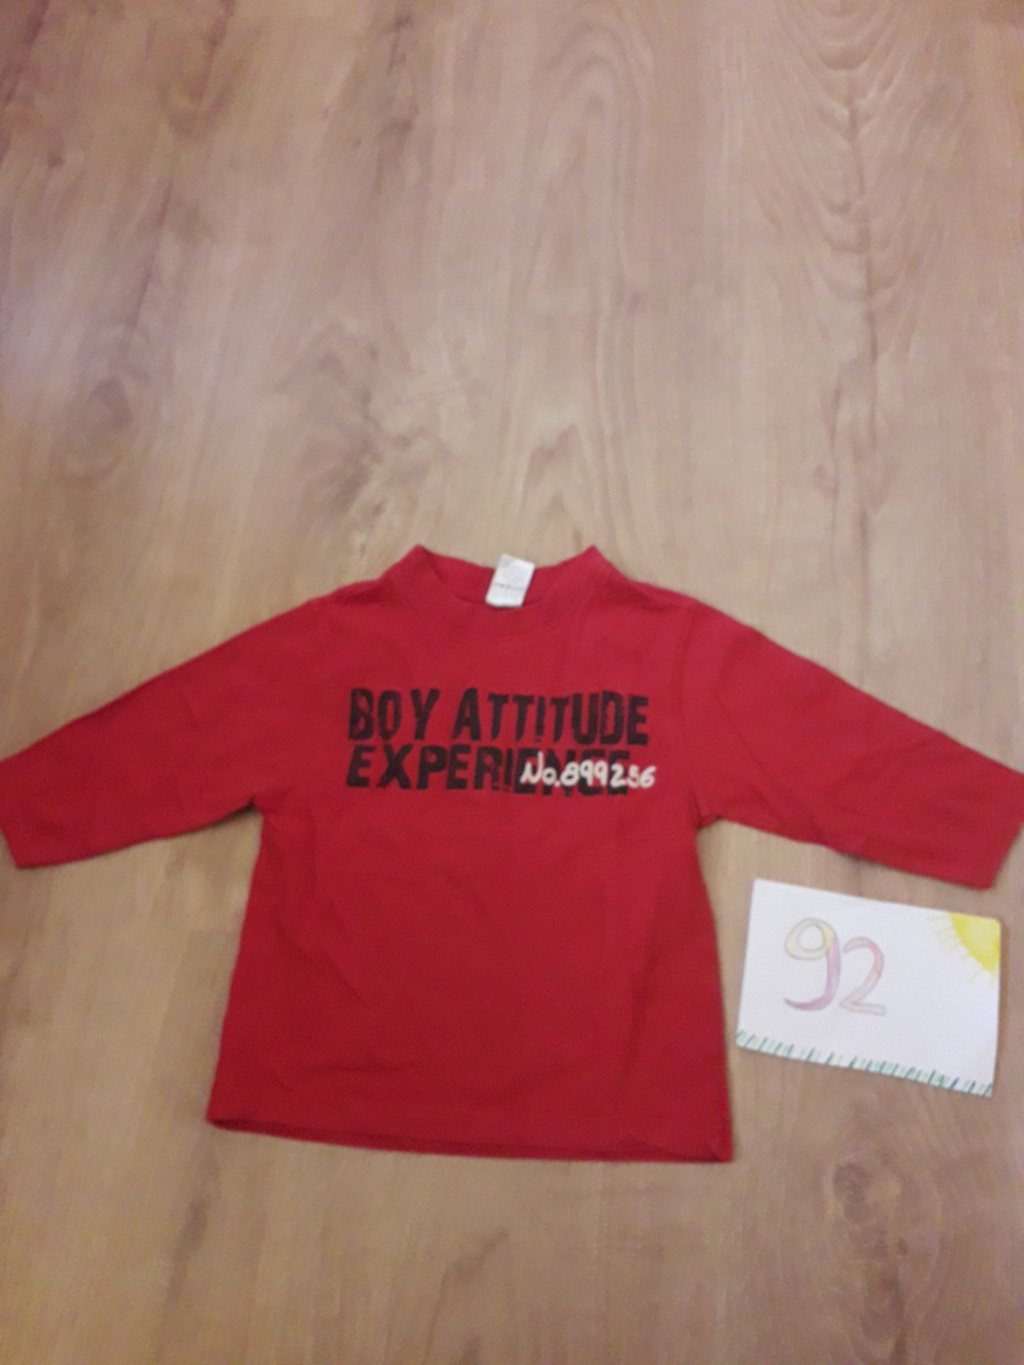 BOY ATTITUDE
EXPERIENCE
No.899256
92